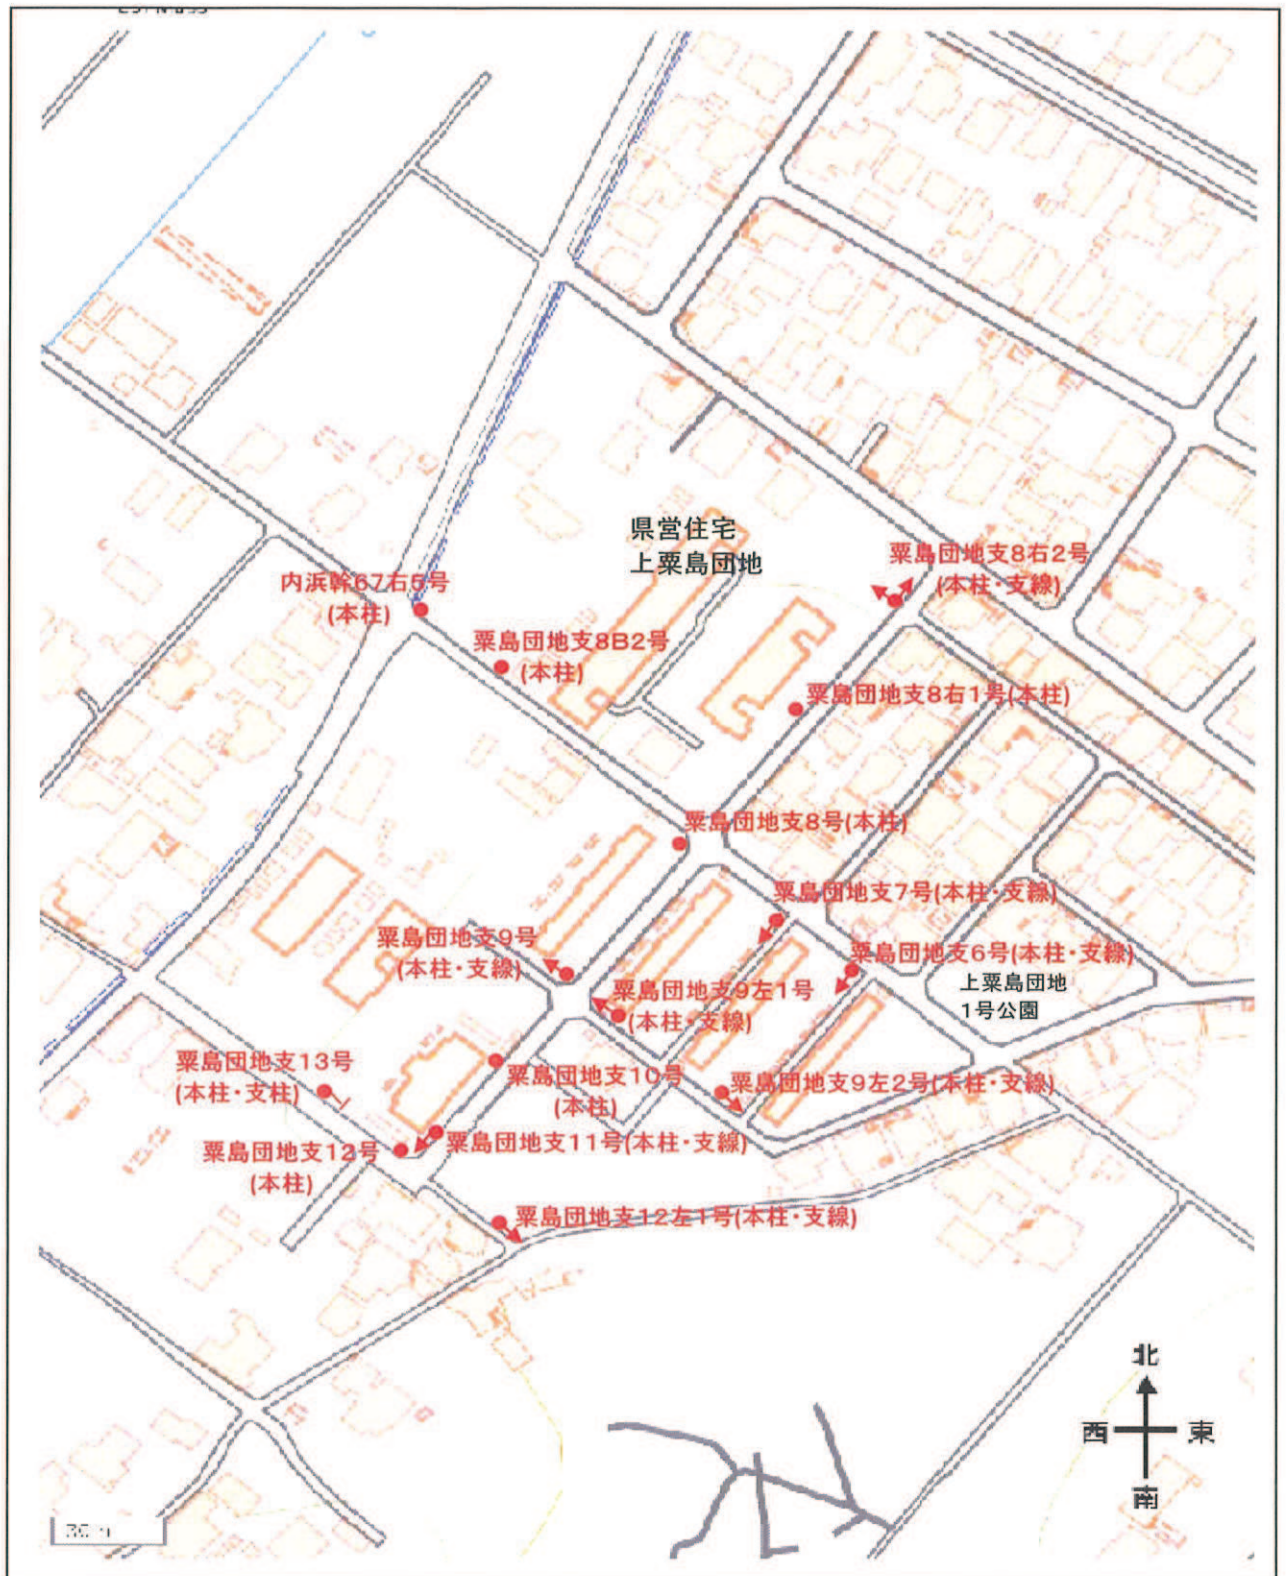 県営住宅
上粟島団地
粟島団地支8右2号
(本柱・支線)
内浜幹67右5号
(本柱)
粟島団地支8B2号
(本柱)
粟島団地支8右1号(本柱)
粟島団地支8号(本柱)
粟島団地支7号(本柱・支線)
粟島団地支9号
(本柱・支線)
粟島団地支6号(本柱・支線)
上粟島団地
1号公園
粟島団地支9左1号
(本柱・支線)
粟島団地支13号
(本柱・支柱)
粟島団地支10号
(本柱)
粟島団地支9左2号(本柱・支線)
粟島団地支12号
(本柱)
粟島団地支11号(本柱・支線)
粟島団地支12左1号(本柱・支線)
北
西 東
南